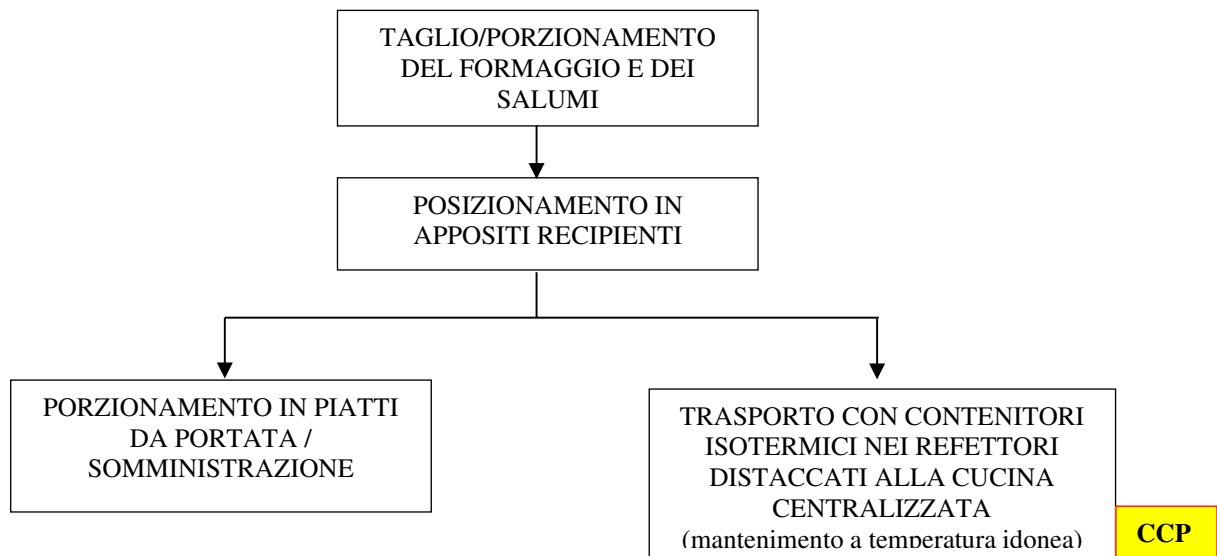 TAGLIO/PORZIONAMENTO
DEL FORMAGGIO E DEI
SALUMI
POSIZIONAMENTO IN
APPOSITI RECIPIENTI
PORZIONAMENTO IN PIATTI
DA PORTATA /
SOMMINISTRAZIONE
TRASPORTO CON CONTENITORI
ISOTERMICI NEI REFETTORI
DISTACCATI ALLA CUCINA
CENTRALIZZATA
(mantenimento a temperatura idonea)
CCP